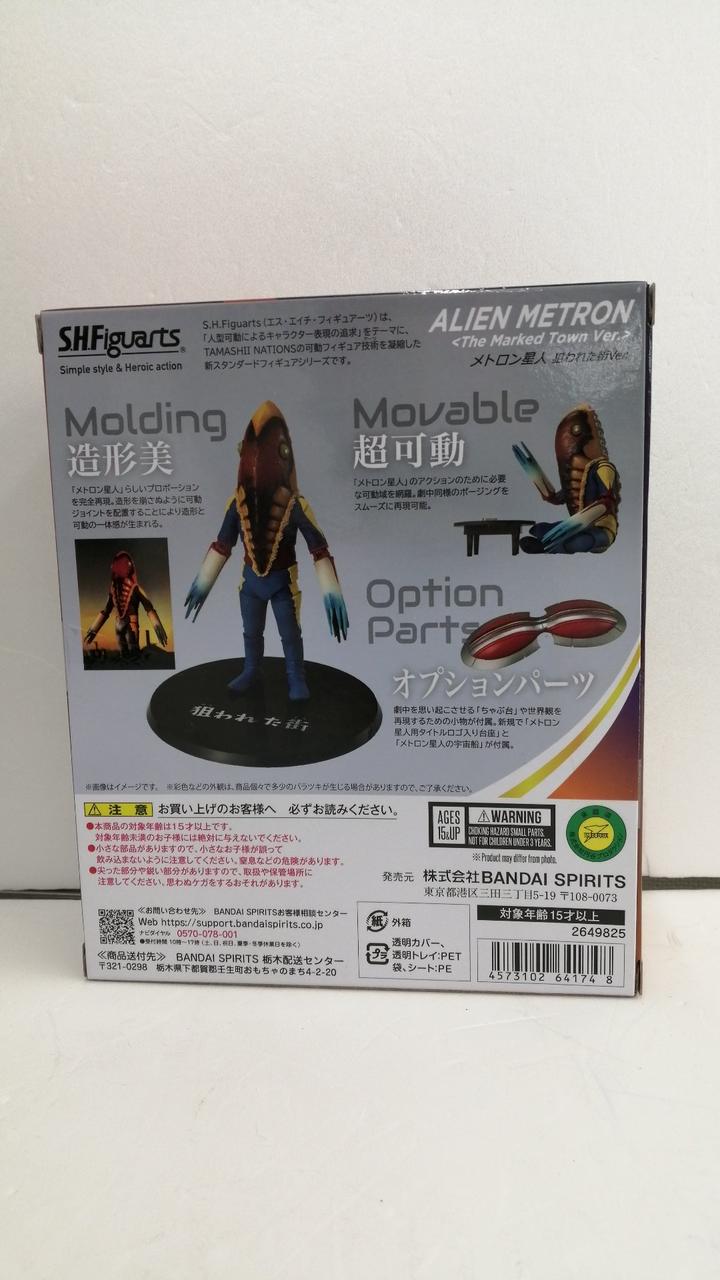 S.H.Figuarts®
Simple style & Heroic action
S.H.Figuarts(エス・エイチ・フィギュアーツ)は、
「人型可動によるキャラクター表現の追求」をテーマに、
TAMASHII NATIONSの可動フィギュア技術を凝縮した
新スタンダードフィギュアシリーズです。
ALIEN METRON
<The Marked Town Ver.>
メトロン星人 狙われた街Ver.
Molding
造形美
「メトロン星人」らしいプロポーション
を完全再現。造形を崩さぬように可動
ジョイントを配置することにより造形と
可動の一体感が生まれる。
Movable
超可動
「メトロン星人」のアクションのために必要
な可動域を網羅。劇中同様のポージングを
スムーズに再現可能。
狙われた街
Option
Parts
オプションパーツ
劇中を思い起こさせる「ちゃぶ台」や世界観を
再現するための小物が付属。新規で「メトロン
星人用タイトルロゴ入り台座」と
「メトロン星人の宇宙船」が付属。
※画像はイメージです。 ※彩色などの外観は、商品個々で多少のバラツキが生じる場合がありますので、ご了承ください。
注意 お買い上げのお客様へ 必ずお読みください。
●本商品の対象年齢は15才以上です。
対象年齢未満のお子様には絶対に与えないでください。
●小さな部品がありますので、小さなお子様が誤って
飲み込まないように注意してください。窒息などの危険があります。
●尖った部分や鋭い部分がありますので、取扱や保管場所に
注意してください。思わぬケガをするおそれがあります。
AGES
15&UP
WARNING
CHOKING HAZARD SMALL PARTS.
NOT FOR CHILDREN UNDER 3 YEARS.
※Product may differ from photo.
発売元 株式会社BANDAI SPIRITS
東京都港区三田三丁目5-19 〒108-0073
≪お問い合わせ先≫ BANDAI SPIRITSお客様相談センター
Web https://support.bandaispirits.co.jp
ナビダイヤル 0570-078-001
●受付時間 10時〜17時(土、日、祝日、夏季・冬季休業日を除く)
≪商品送付先≫ BANDAI SPIRITS 栃木配送センター
〒321-0298 栃木県下都賀郡壬生町おもちゃのまち4-2-20
紙 外箱
プラ 透明カバー、
透明トレイ:PET
袋、シート:PE
対象年齢15才以上
2649825
4573102 641748